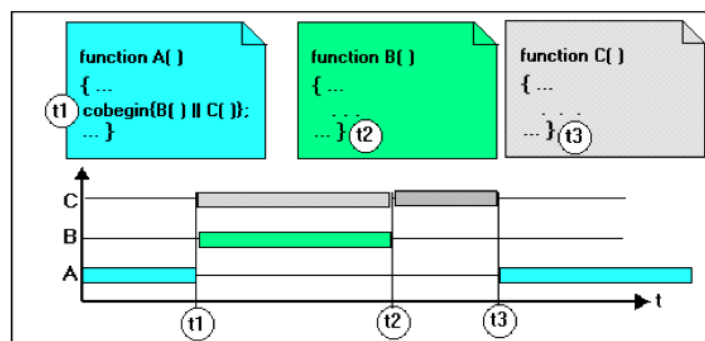 function A( )
{ ...
t1
cobegin{B( ) || C( )};
... }
function B( )
{ ...
. . .
... }
t2
function C( )
{ ...
. . .
... }
t3
C
B
A
t
t1
t2
t3